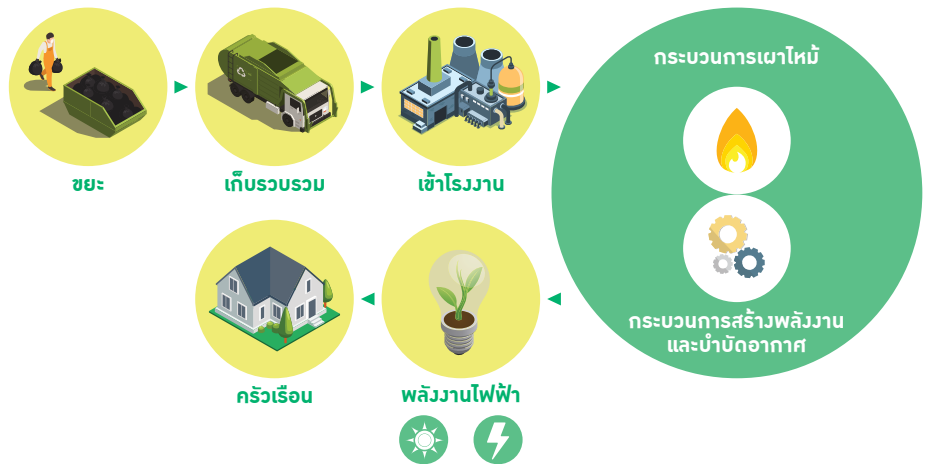 ขยะ
เก็บรวบรวม
เข้าโรงงาน
กระบวนการเผาไหม้
กระบวนการสร้างพลังงาน
และบำบัดอากาศ
พลังงานไฟฟ้า
ครัวเรือน